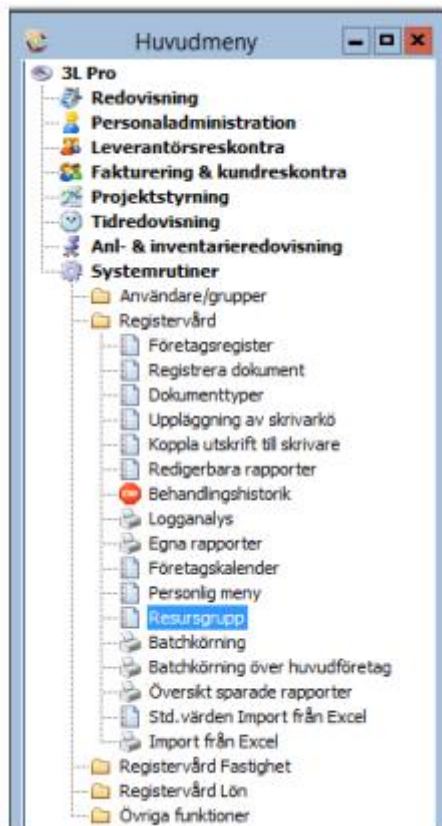 Huvudmeny
3L Pro
Redovisning
Personaladministration
Leverantörsreskontra
Fakturering & kundreskontra
Projektstyrning
Tidredovisning
Anl- & inventarieredovisning
Systemrutiner
Användare/grupper
Registervård
Företagsregister
Registrera dokument
Dokumenttyper
Uppläggning av skrivarkö
Koppla utskrift till skrivare
Redigerbara rapporter
Behandlingshistorik
Logganalys
Egna rapporter
Företagskalender
Personlig meny
Resursgrupp
Batchkörning
Batchkörning över huvudföretag
Översikt sparade rapporter
Std.värden Import från Excel
Import från Excel
Registervård Fastighet
Registervård Lön
Övriga funktioner